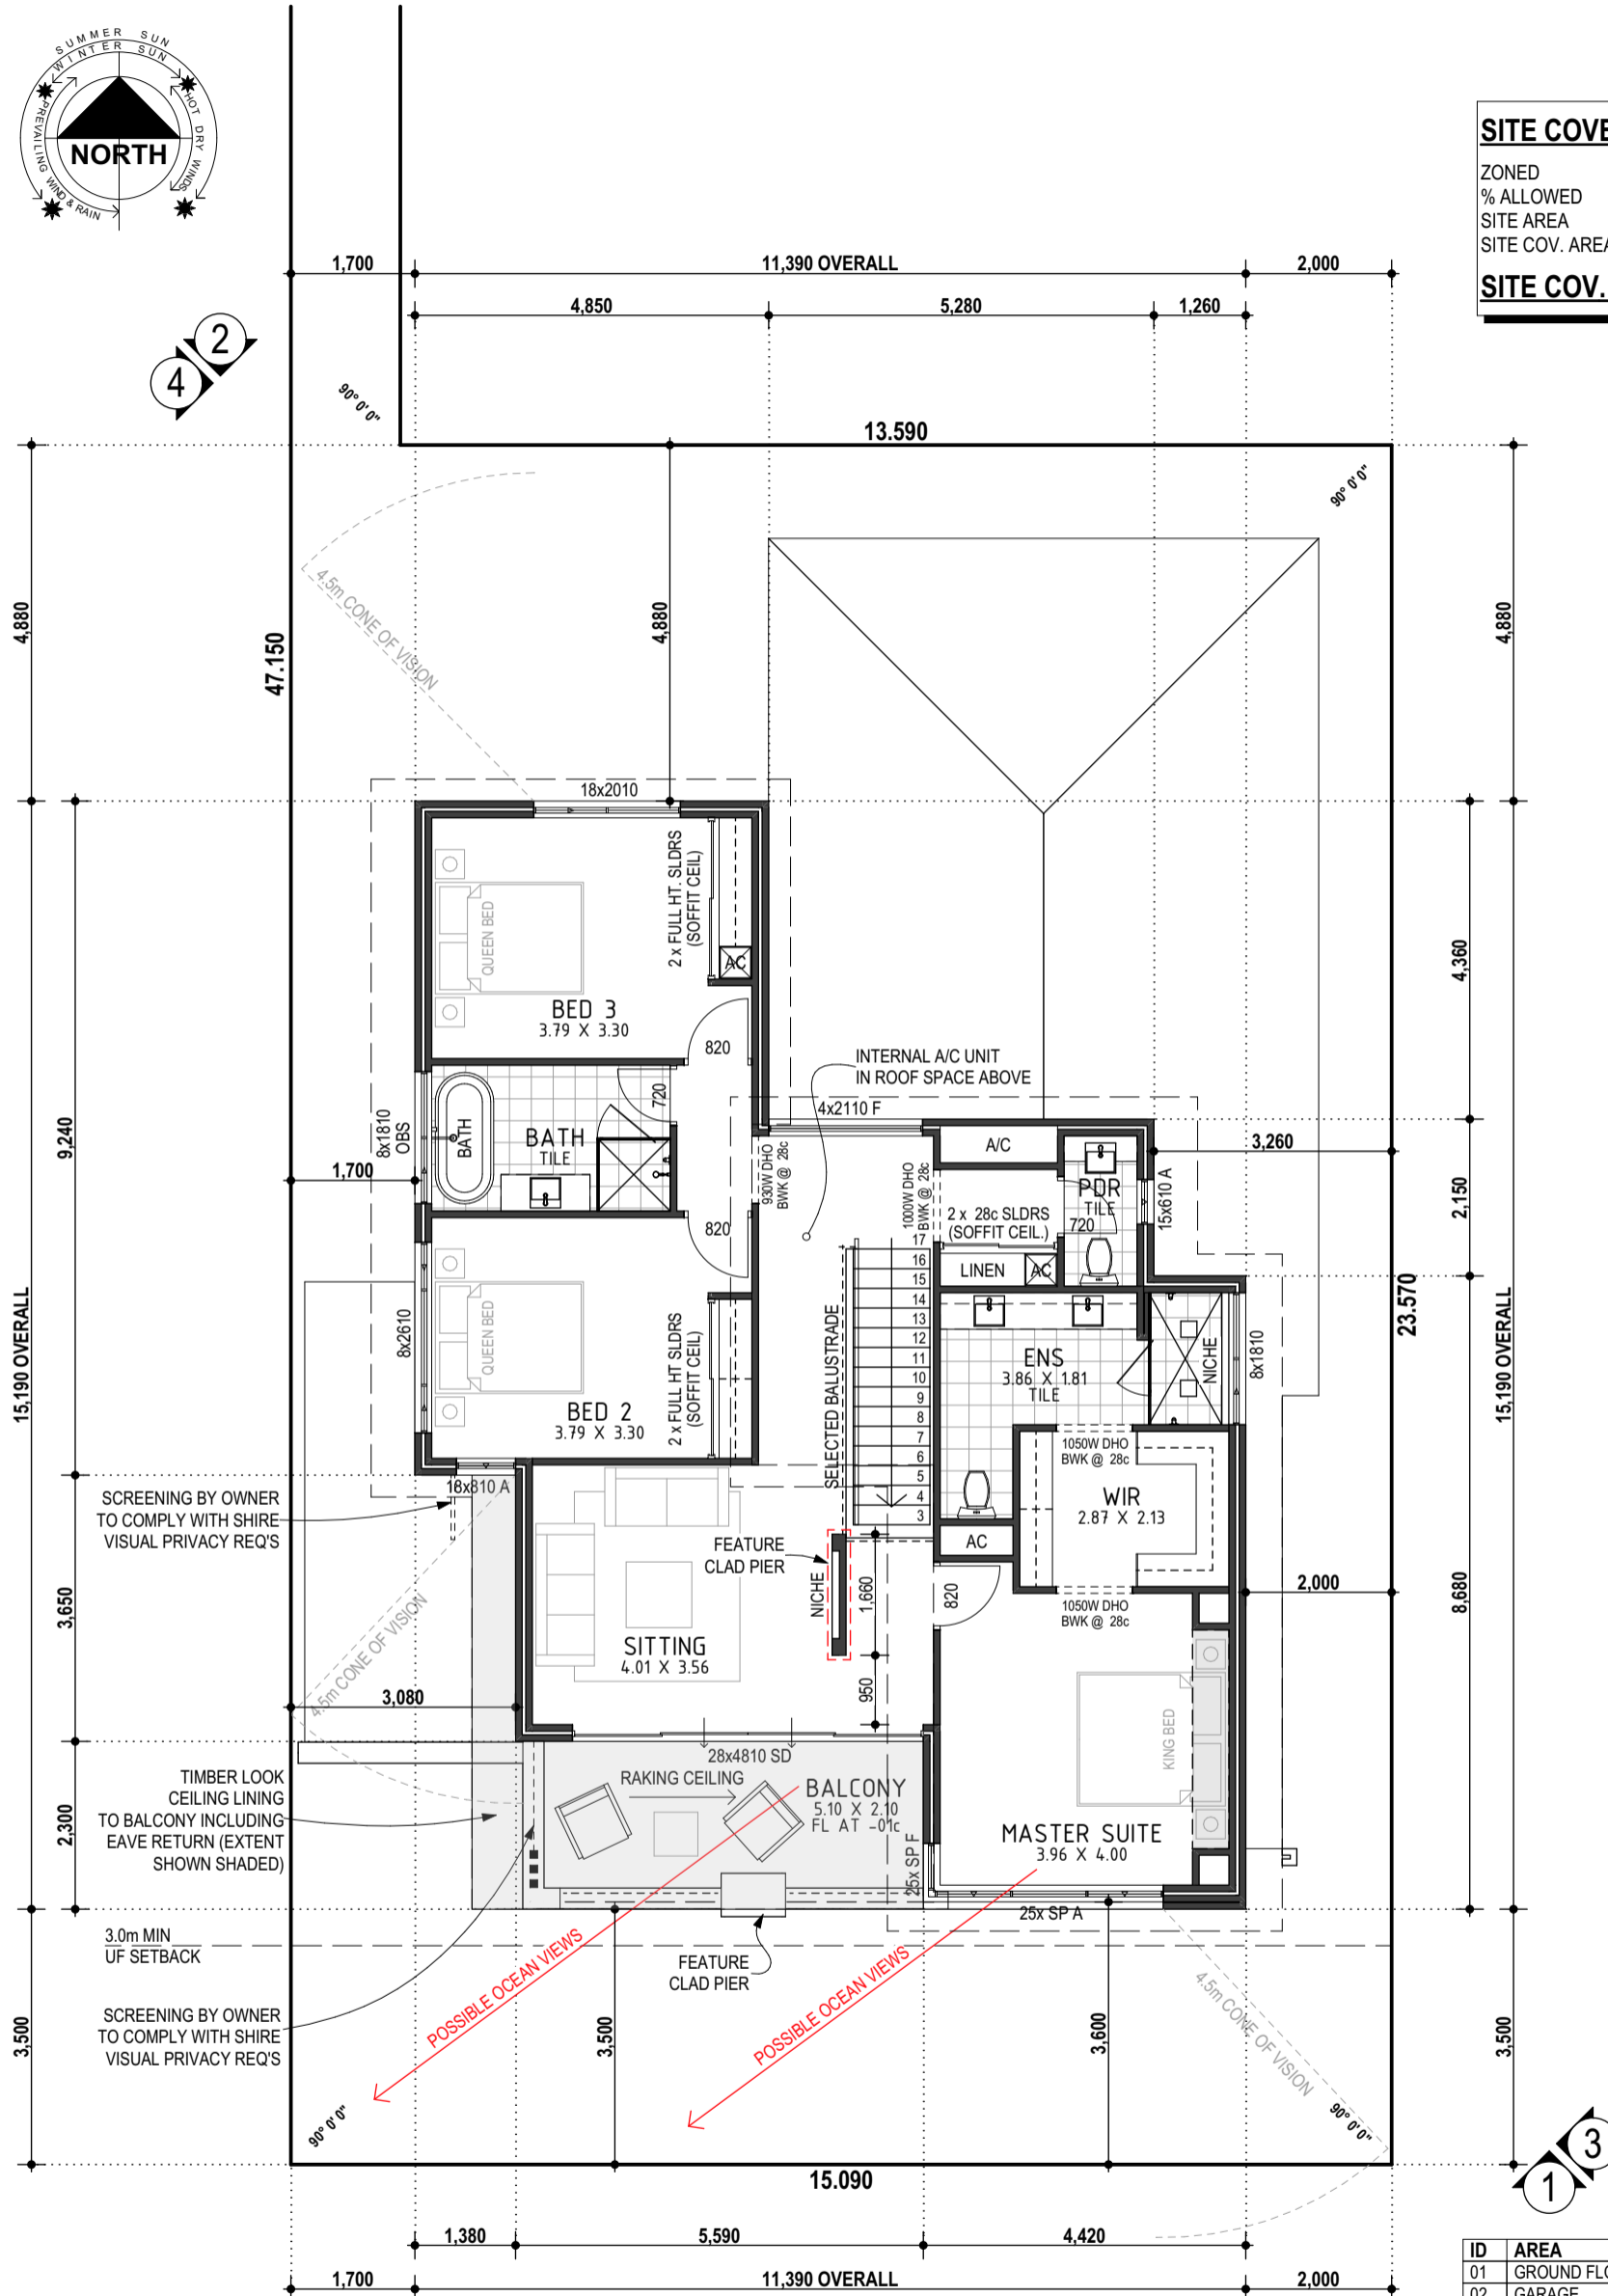 SUMMER SUN
WINTER SUN
PREVAILING WIND & RAIN
HOT DRY WINDS
NORTH
SITE COVE
ZONED
% ALLOWED
SITE AREA
SITE COV. AREA
SITE COV.
1,700
11,390 OVERALL
2,000
4,850
5,280
1,260
2
4
90° 0' 0"
13.590
90° 0' 0"
4,880
47.150
4.5m CONE OF VISION
4,880
4,880
18x2010
2 x FULL HT. SLDRS
(SOFFIT CEIL)
QUEEN BED
AC
BED 3
3.79 X 3.30
820
4,360
9,240
INTERNAL A/C UNIT
IN ROOF SPACE ABOVE
4x2110 F
8x1810
OBS
BATH
BATH
TILE
720
930W DHO
BWK @ 28c
1000W DHO
BWK @ 28c
A/C
PDR
TILE
720
15x610 A
3,260
2,150
1,700
2 x 28c SLDRS
(SOFFIT CEIL.)
820
LINEN
AC
17
16
15
14
13
12
11
10
9
8
7
6
5
4
3
SELECTED BALUSTRADE
15,190 OVERALL
8x2610
QUEEN BED
BED 2
3.79 X 3.30
2 x FULL HT SLDRS
(SOFFIT CEIL)
ENS
3.86 X 1.81
TILE
NICHE
8x1810
23.570
15,190 OVERALL
1050W DHO
BWK @ 28c
WIR
2.87 X 2.13
18x810 A
SCREENING BY OWNER
TO COMPLY WITH SHIRE
VISUAL PRIVACY REQ'S
FEATURE
CLAD PIER
NICHE
1,660
AC
820
1050W DHO
BWK @ 28c
2,000
8,680
3,650
4.5m CONE OF VISION
SITTING
4.01 X 3.56
950
3,080
KING BED
28x4810 SD
RAKING CEILING
BALCONY
5.10 X 2.10
FL AT -01c
25x SP F
MASTER SUITE
3.96 X 4.00
25x SP A
TIMBER LOOK
CEILING LINING
TO BALCONY INCLUDING
EAVE RETURN (EXTENT
SHOWN SHADED)
2,300
3.0m MIN
UF SETBACK
FEATURE
CLAD PIER
POSSIBLE OCEAN VIEWS
POSSIBLE OCEAN VIEWS
SCREENING BY OWNER
TO COMPLY WITH SHIRE
VISUAL PRIVACY REQ'S
3,500
3,500
3,600
4.5m CONE OF VISION
3,500
90° 0' 0"
90° 0' 0"
15.090
3
1
1,380
5,590
4,420
1,700
11,390 OVERALL
2,000
ID AREA
01 GROUND FLO
02 GARAGE